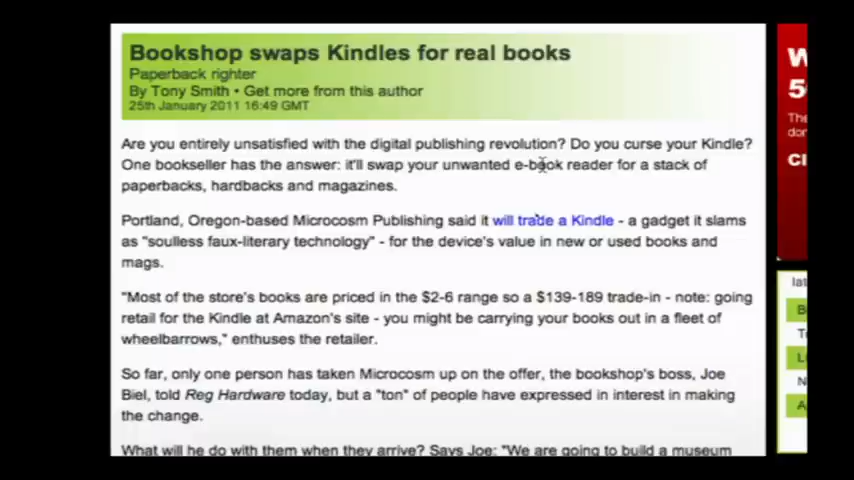 Bookshop swaps Kindles for real books
Paperback righter
By Tony Smith • Get more from this author
25th January 2011 16:49 GMT
Are you entirely unsatisfied with the digital publishing revolution? Do you curse your Kindle?
One bookseller has the answer: it'll swap your unwanted e-book reader for a stack of
paperbacks, hardbacks and magazines.
Portland, Oregon-based Microcosm Publishing said it will trade a Kindle - a gadget it slams
as "soulless faux-literary technology" - for the device's value in new or used books and
mags.
"Most of the store's books are priced in the $2-6 range so a $139-189 trade-in - note: going
retail for the Kindle at Amazon's site - you might be carrying your books out in a fleet of
wheelbarrows," enthuses the retailer.
So far, only one person has taken Microcosm up on the offer, the bookshop's boss, Joe
Biel, told Reg Hardware today, but a "ton" of people have expressed in interest in making
the change.
What will he do with them when they arrive? Says Joe: "We are going to build a museum
W
5
The
don
lat